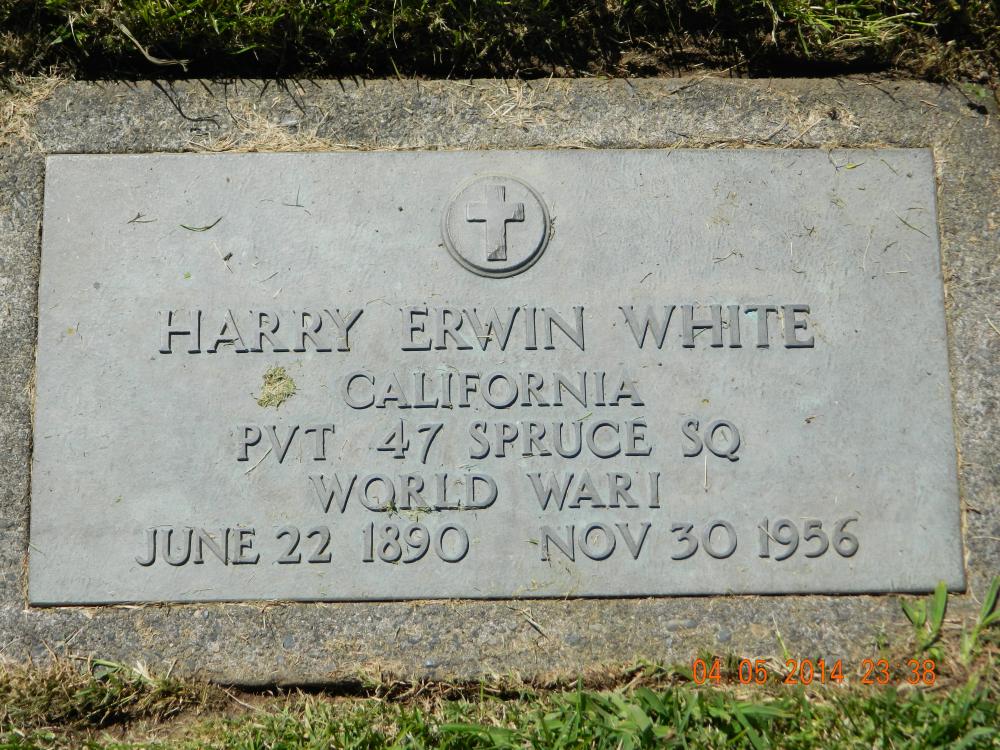 HARRY ERWIN WHITE
CALIFORNIA
PVT 47 SPRUCE SQ
WORLD WAR I
JUNE 22 1890 NOV 30 1956
04 05 2014 23 38